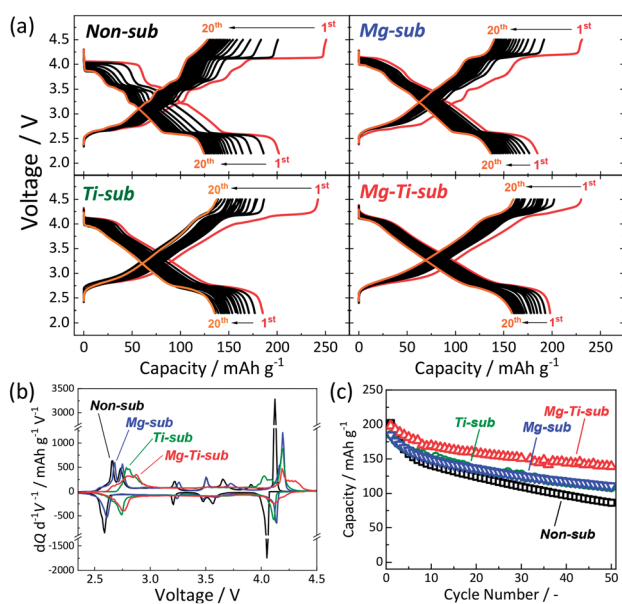 (a)
Non-sub
20th
1st
Mg-sub
20th
1st
4.5
4.0
3.5
3.0
2.5
2.0
20th
1st
20th
1st
Ti-sub
20th
1st
Mg-Ti-sub
20th
1st
4.5
4.0
3.5
3.0
2.5
2.0
20th
1st
20th
1st
Voltage / V
0 50 100 150 200 250 0 50 100 150 200 250
Capacity / mAh g-1 Capacity / mAh g-1
(b)
3500
3000
1000
500
0
-500
-1500
-2000
dQ d-1V-1 / mAh g-1 V-1
Non-sub
Mg-sub
Ti-sub
Mg-Ti-sub
2.5 3.0 3.5 4.0 4.5
Voltage / V
(c)
250
200
150
100
50
0
Capacity / mAh g-1
Mg-Ti-sub
Ti-sub
Mg-sub
Non-sub
0 10 20 30 40 50
Cycle Number / -